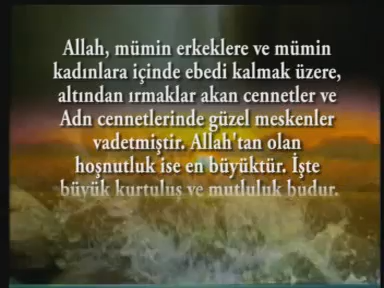 Allah, mümin erkeklere ve mümin
kadınlara içinde ebedi kalmak üzere,
altından ırmaklar akan cennetler ve
Adn cennetlerinde güzel meskenler
vadetmiştir. Allah'tan olan
hoşnutluk ise en büyüktür. İşte
büyük kurtuluş ve mutluluk budur.